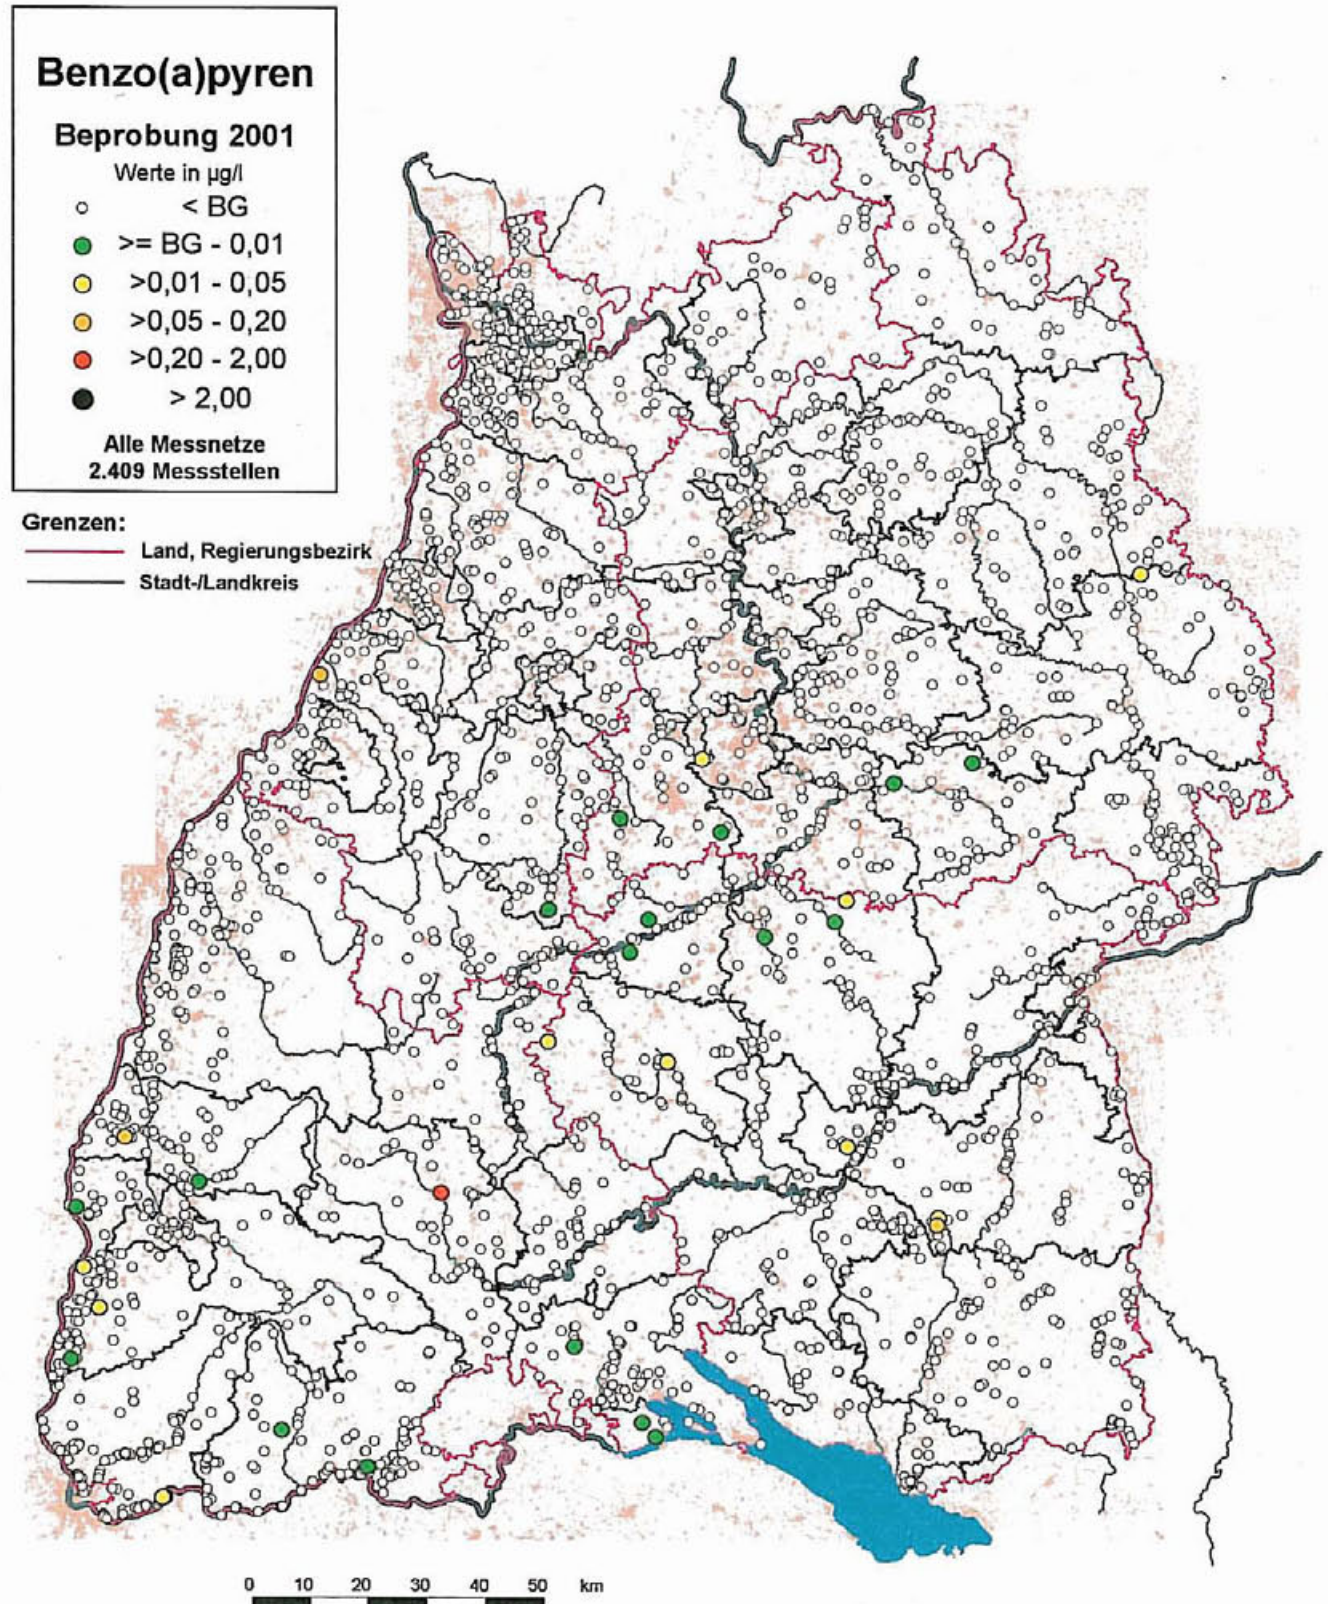 Benzo(a)pyren
Beprobung 2001
Werte in µg/l
< BG
>= BG - 0,01
>0,01 - 0,05
>0,05 - 0,20
>0,20 - 2,00
> 2,00
Alle Messnetze
2.409 Messstellen
Grenzen:
Land, Regierungsbezirk
Stadt-/Landkreis
0 10 20 30 40 50 km